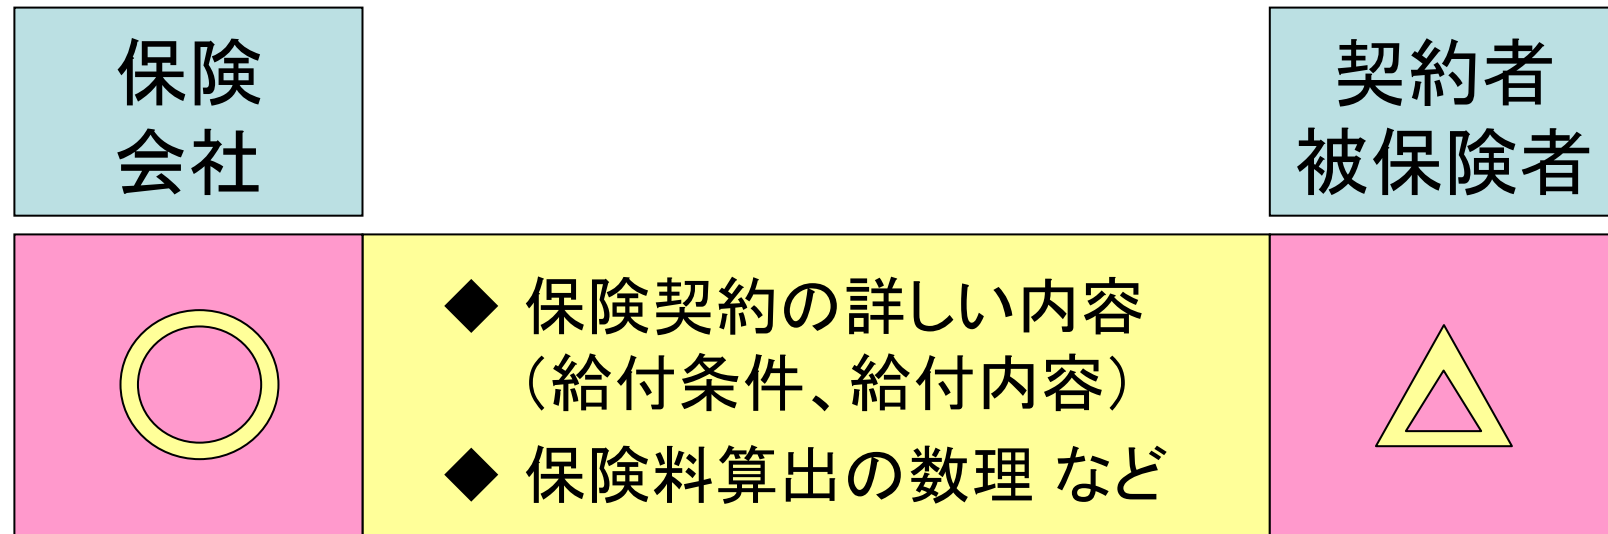 保険
会社
契約者
被保険者
◆ 保険契約の詳しい内容
（給付条件、給付内容）
◆ 保険料算出の数理 など